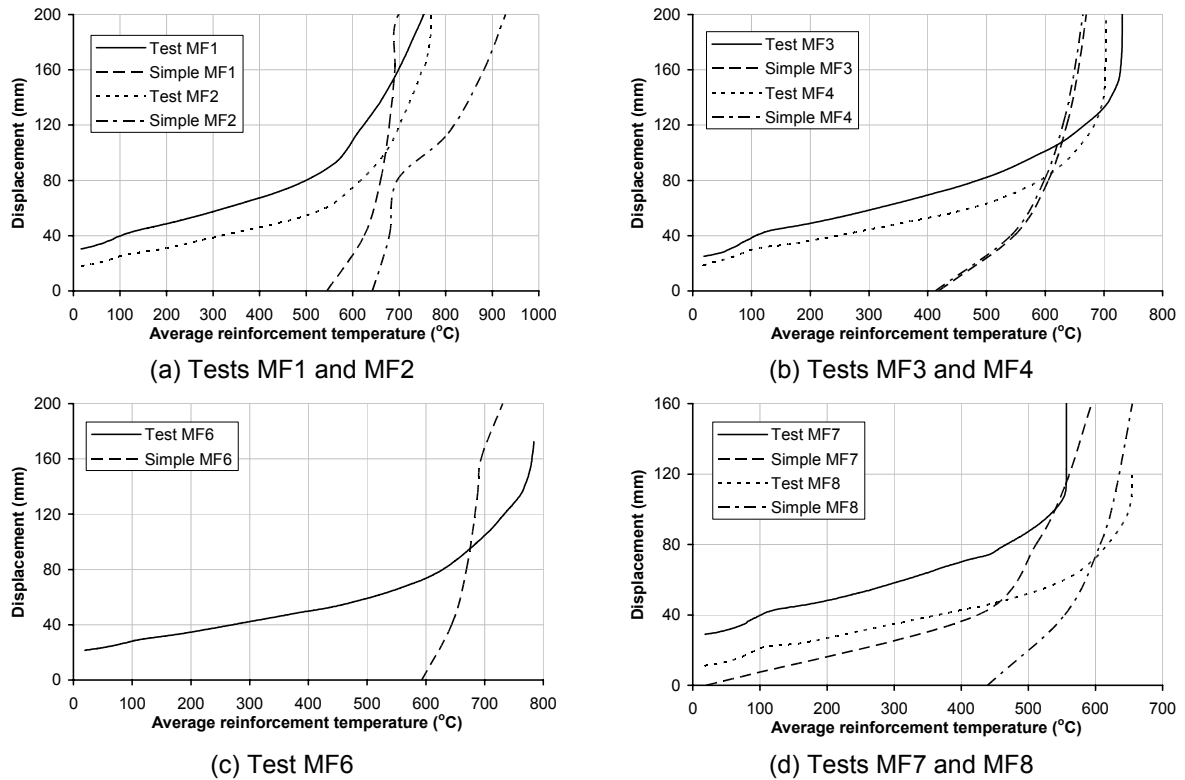 200
160
120
80
40
0
Displacement (mm)
Test MF1
Simple MF1
Test MF2
Simple MF2
0 100 200 300 400 500 600 700 800 900 1000
Average reinforcement temperature (°C)
(a) Tests MF1 and MF2
200
160
120
80
40
0
Displacement (mm)
Test MF3
Simple MF3
Test MF4
Simple MF4
0 100 200 300 400 500 600 700 800
Average reinforcement temperature (°C)
(b) Tests MF3 and MF4
200
160
120
80
40
0
Displacement (mm)
Test MF6
Simple MF6
0 100 200 300 400 500 600 700 800
Average reinforcement temperature (°C)
(c) Test MF6
160
120
80
40
0
Displacement (mm)
Test MF7
Simple MF7
Test MF8
Simple MF8
0 100 200 300 400 500 600 700
Average reinforcement temperature (°C)
(d) Tests MF7 and MF8